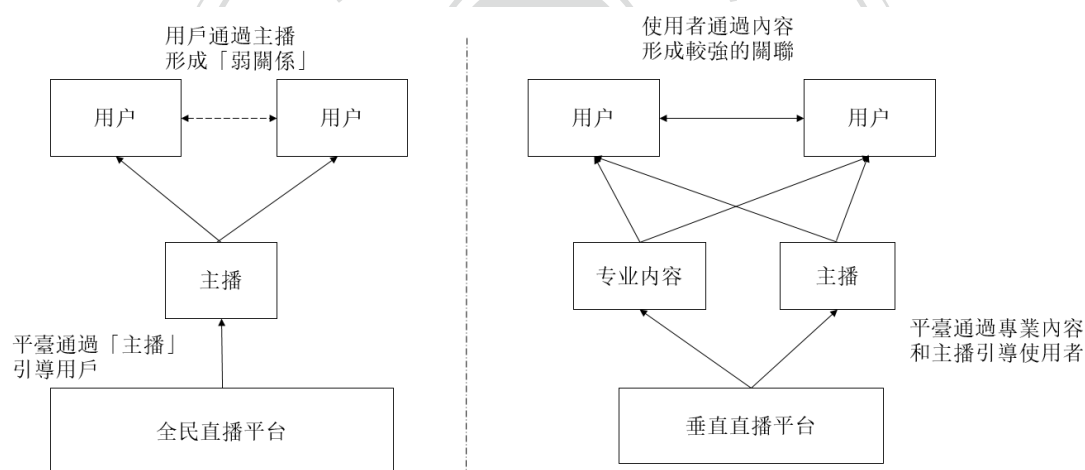 用戶通過主播
形成「弱關係」
用户
用户
主播
平臺通過「主播」
引導用戶
全民直播平台
使用者通過內容
形成較強的關聯
用户
用户
专业内容
主播
平臺通過專業內容
和主播引導使用者
垂直直播平台